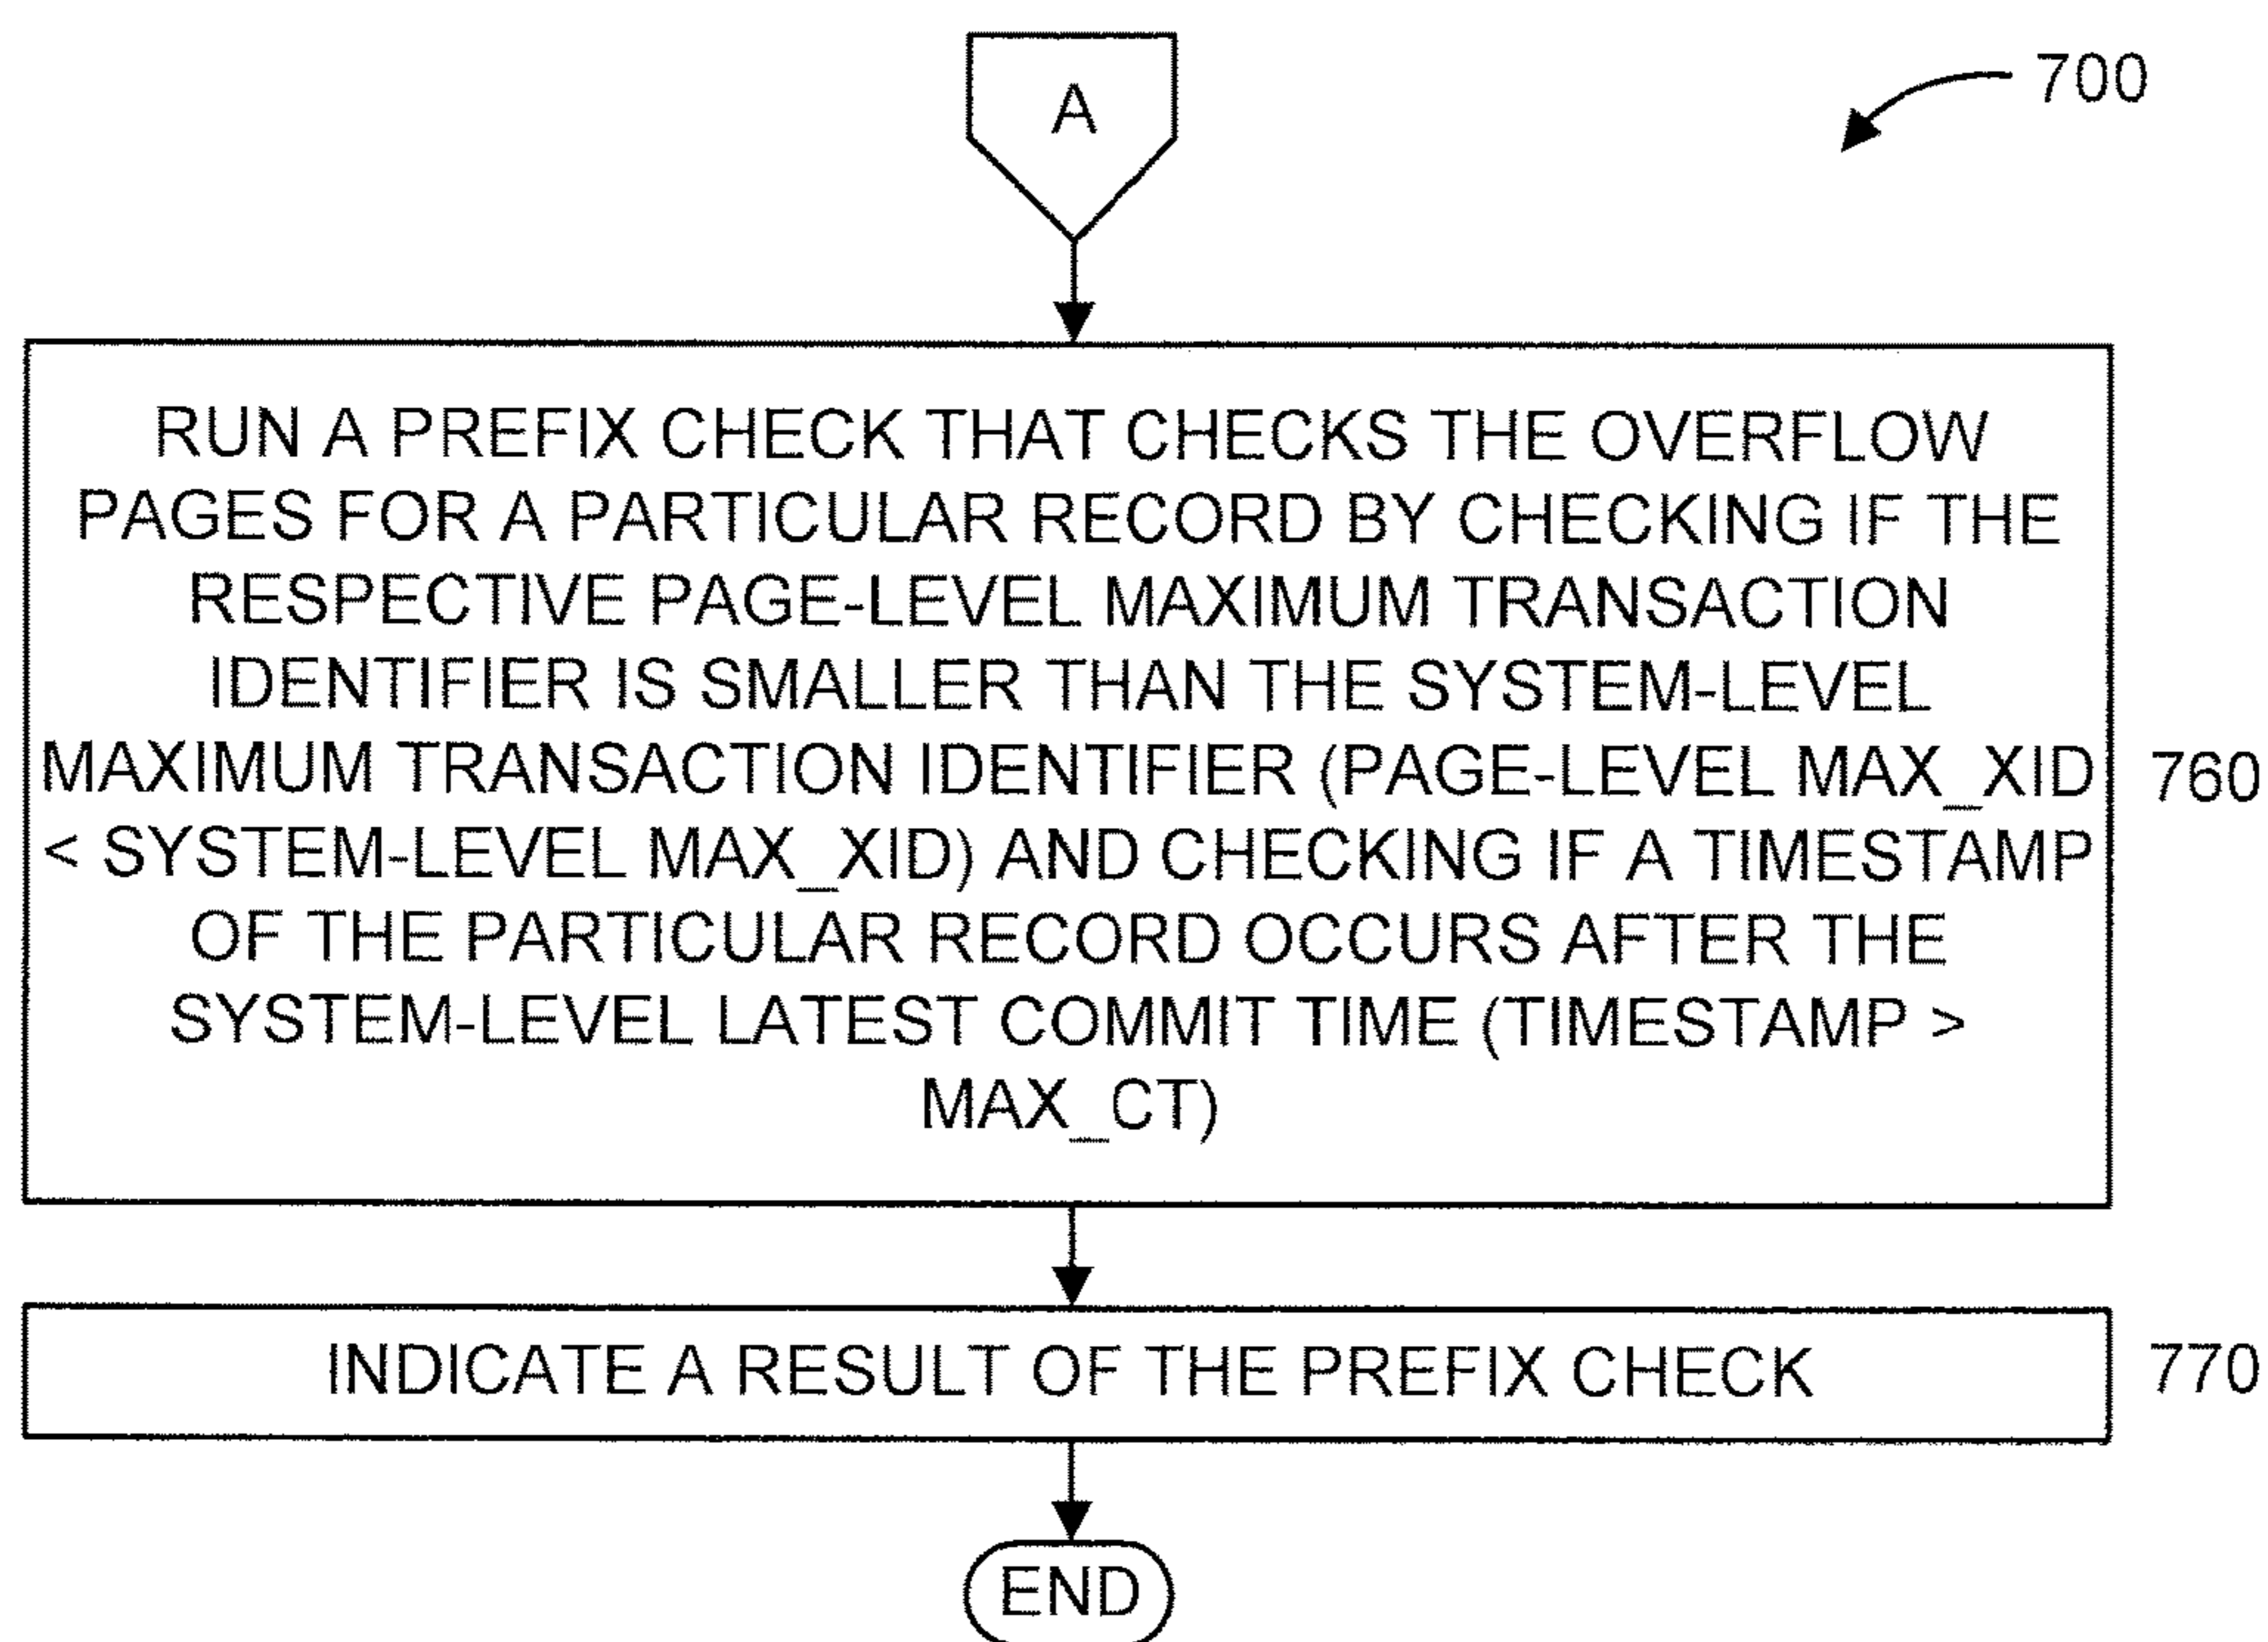 A
700
RUN A PREFIX CHECK THAT CHECKS THE OVERFLOW
PAGES FOR A PARTICULAR RECORD BY CHECKING IF THE
RESPECTIVE PAGE-LEVEL MAXIMUM TRANSACTION
IDENTIFIER IS SMALLER THAN THE SYSTEM-LEVEL
MAXIMUM TRANSACTION IDENTIFIER (PAGE-LEVEL MAX_XID
< SYSTEM-LEVEL MAX_XID) AND CHECKING IF A TIMESTAMP
OF THE PARTICULAR RECORD OCCURS AFTER THE
SYSTEM-LEVEL LATEST COMMIT TIME (TIMESTAMP >
MAX_CT)
760
INDICATE A RESULT OF THE PREFIX CHECK
770
END